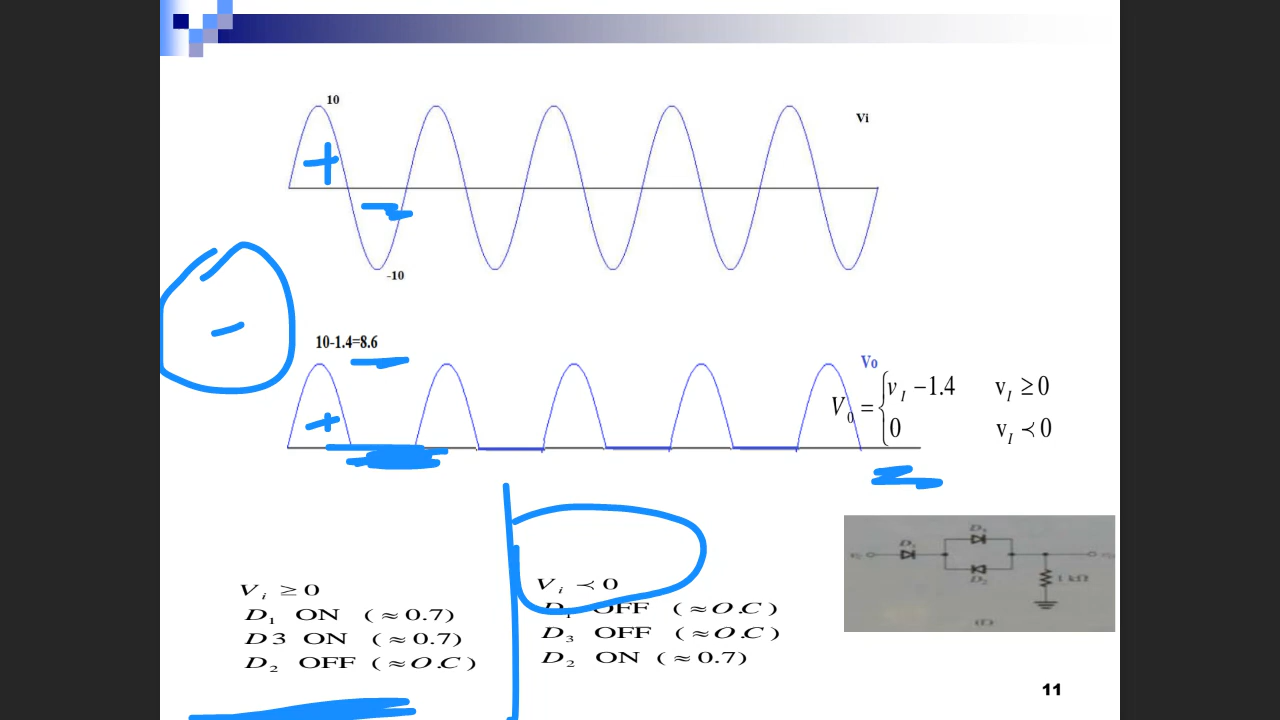 10
Vi
-10
10-1.4=8.6
Vo
V0 = { vI −1.4 vI ≥ 0
0 vI ≺ 0
Vi ≥ 0
D1 ON (≈ 0.7)
D3 ON (≈ 0.7)
D2 OFF (≈ O.C)
Vi ≺ 0
D1 OFF (≈ O.C)
D3 OFF (≈ O.C)
D2 ON (≈ 0.7)
D2
1 kΩ
11